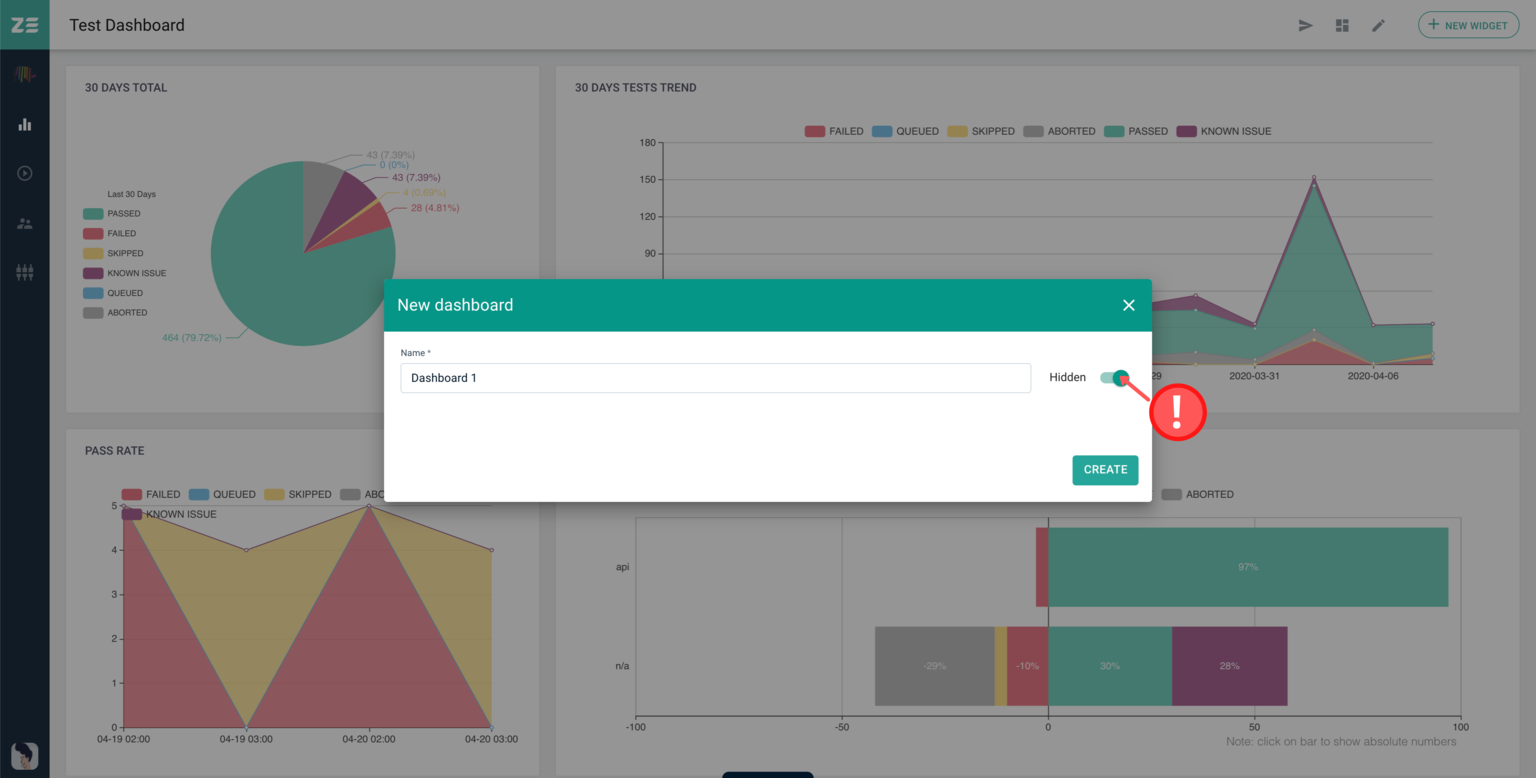 ZE
Test Dashboard
NEW WIDGET
30 DAYS TOTAL
43 (7.39%)
0 (0%)
43 (7.39%)
4 (0.69%)
28 (4.81%)
Last 30 Days
PASSED
FAILED
SKIPPED
KNOWN ISSUE
QUEUED
ABORTED
464 (79.72%)
30 DAYS TESTS TREND
FAILED QUEUED SKIPPED ABORTED PASSED KNOWN ISSUE
180
150
120
90
29 2020-03-31 2020-04-06
New dashboard
Name *
Dashboard 1
Hidden
!
CREATE
PASS RATE
FAILED QUEUED SKIPPED ABO
KNOWN ISSUE
5
4
3
2
1
0
04-19 02:00 04-19 03:00 04-20 02:00 04-20 03:00
ABORTED
api
97%
n/a
-29% -10% 30% 28%
-100 -50 0 50 100
Note: click on bar to show absolute numbers